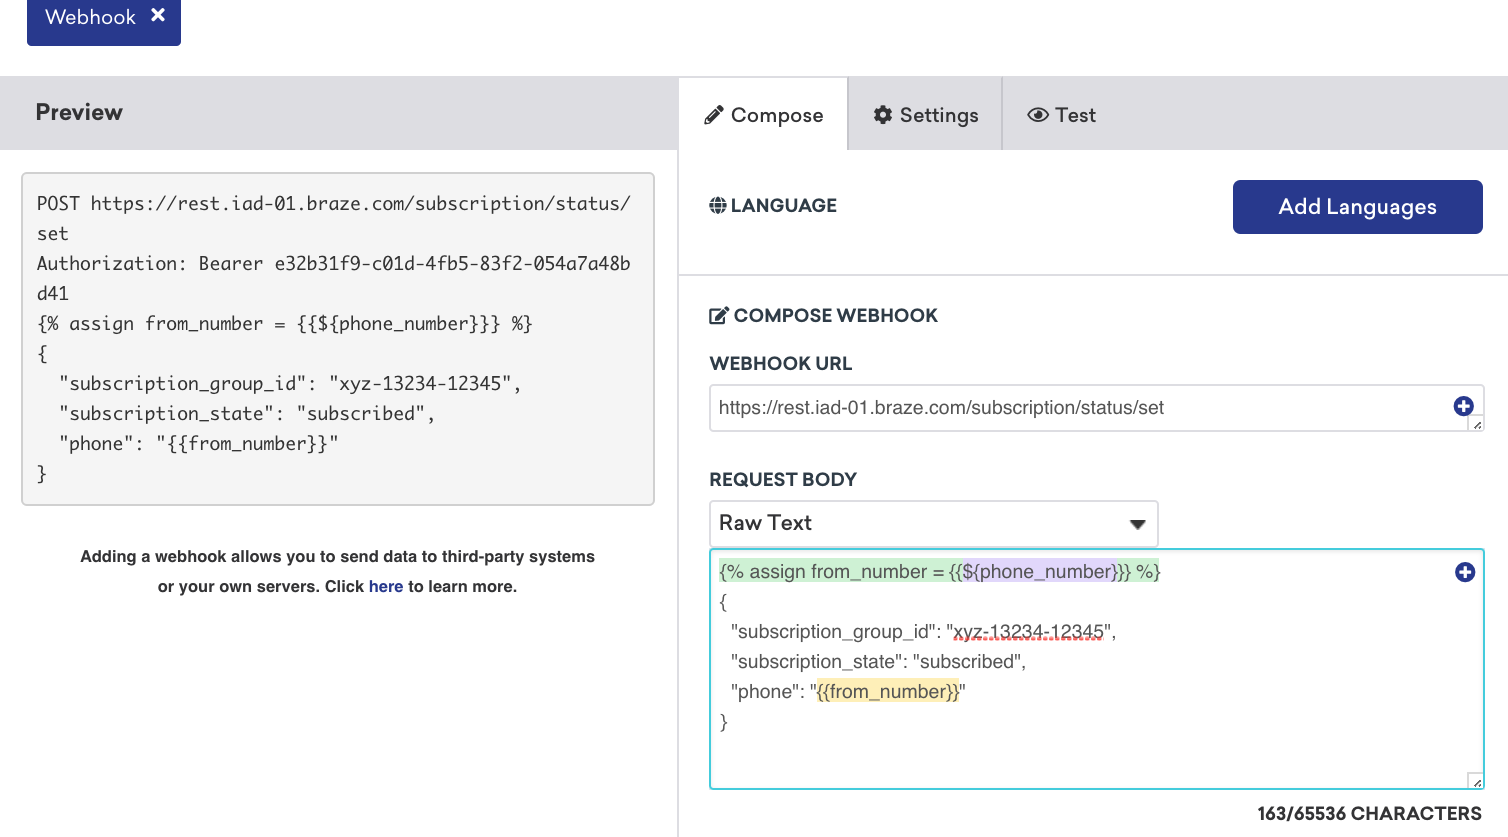 Webhook ✕
Preview
Compose
Settings
Test
POST https://rest.iad-01.braze.com/subscription/status/
set
Authorization: Bearer e32b31f9-c01d-4fb5-83f2-054a7a48b
d41
{% assign from_number = {{${phone_number}}} %}
{
  "subscription_group_id": "xyz-13234-12345",
  "subscription_state": "subscribed",
  "phone": "{{from_number}}"
}
Adding a webhook allows you to send data to third-party systems
or your own servers. Click here to learn more.
LANGUAGE
Add Languages
COMPOSE WEBHOOK
WEBHOOK URL
https://rest.iad-01.braze.com/subscription/status/set
REQUEST BODY
Raw Text
{% assign from_number = {{${phone_number}}} %}
{
  "subscription_group_id": "xyz-13234-12345",
  "subscription_state": "subscribed",
  "phone": "{{from_number}}"
}
163/65536 CHARACTERS